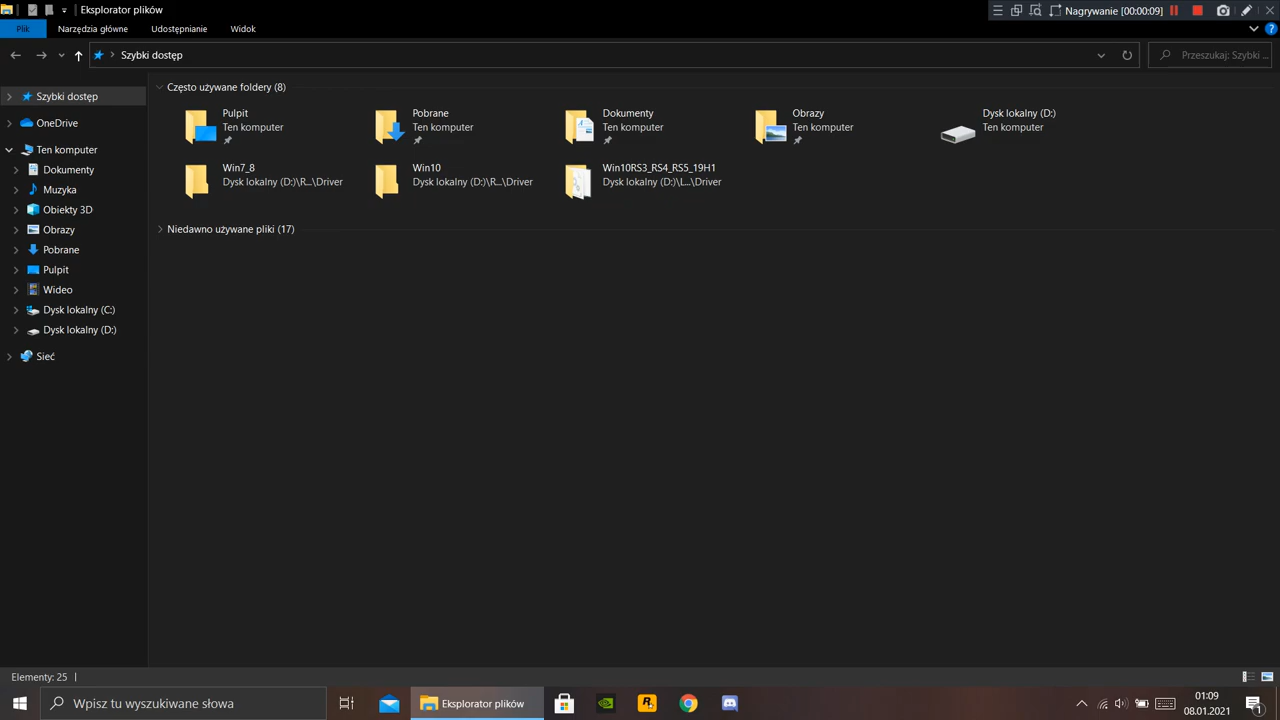 Eksplorator plików
Nagrywanie [00:00:09]
Plik Narzędzia główne Udostępnianie Widok
Szybki dostęp
Przeszukaj: Szybki ...
Szybki dostęp
OneDrive
Ten komputer
Dokumenty
Muzyka
Obiekty 3D
Obrazy
Pobrane
Pulpit
Wideo
Dysk lokalny (C:)
Dysk lokalny (D:)
Sieć
Często używane foldery (8)
Pulpit
Ten komputer
Pobrane
Ten komputer
Dokumenty
Ten komputer
Obrazy
Ten komputer
Dysk lokalny (D:)
Ten komputer
Win7_8
Dysk lokalny (D:)\R...\Driver
Win10
Dysk lokalny (D:)\R...\Driver
Win10RS3_RS4_RS5_19H1
Dysk lokalny (D:)\L...\Driver
Niedawno używane pliki (17)
Elementy: 25
Wpisz tu wyszukiwane słowa
Eksplorator plików
01:09
08.01.2021
1